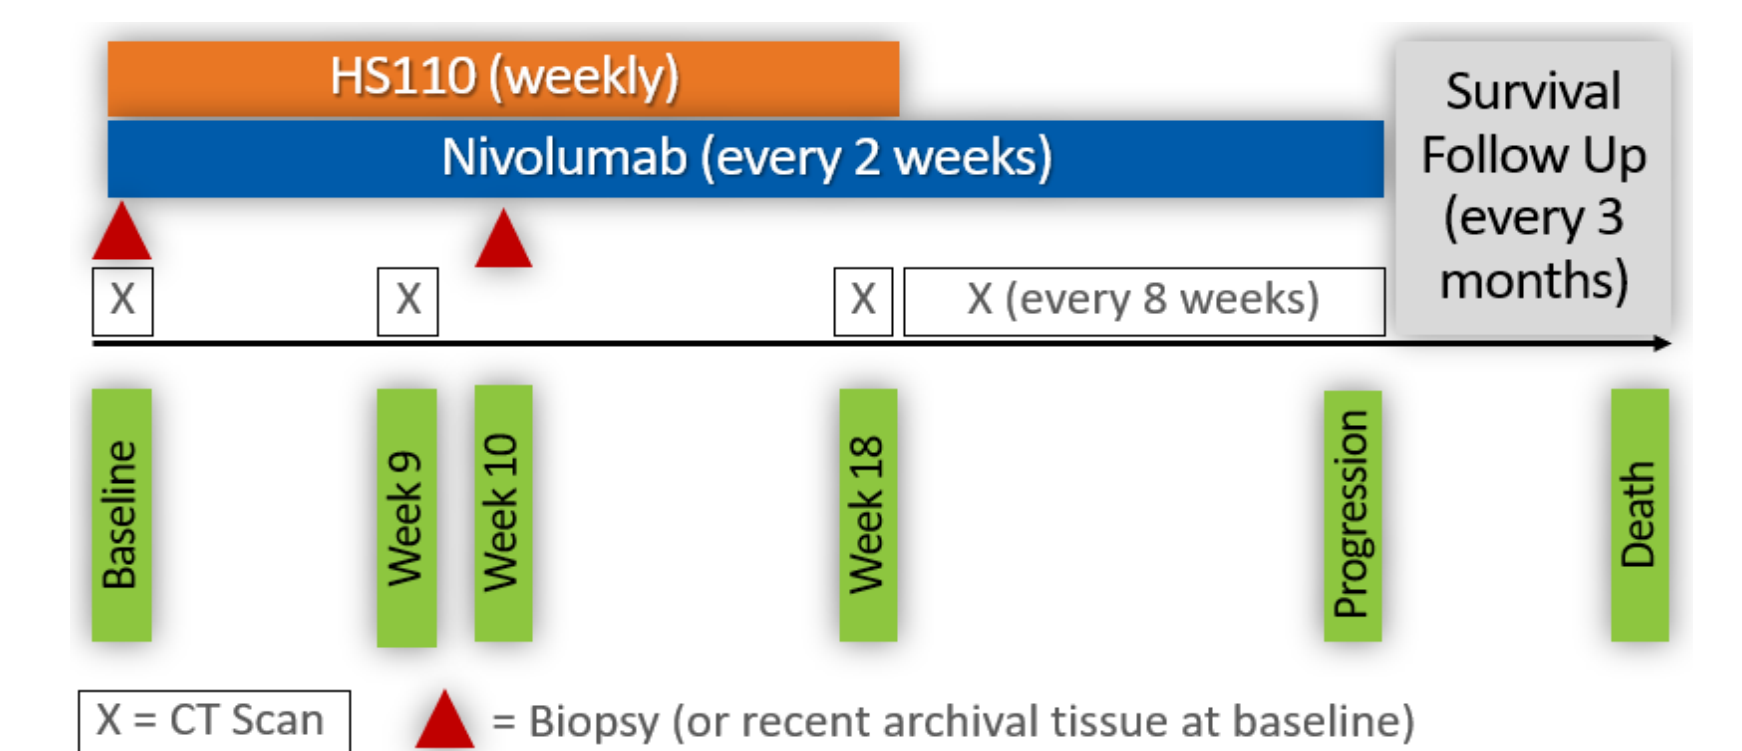 HS110 (weekly)
Nivolumab (every 2 weeks)
Survival
Follow Up
(every 3
months)
X
X
X
X (every 8 weeks)
Baseline
Week 9
Week 10
Week 18
Progression
Death
X = CT Scan
= Biopsy (or recent archival tissue at baseline)